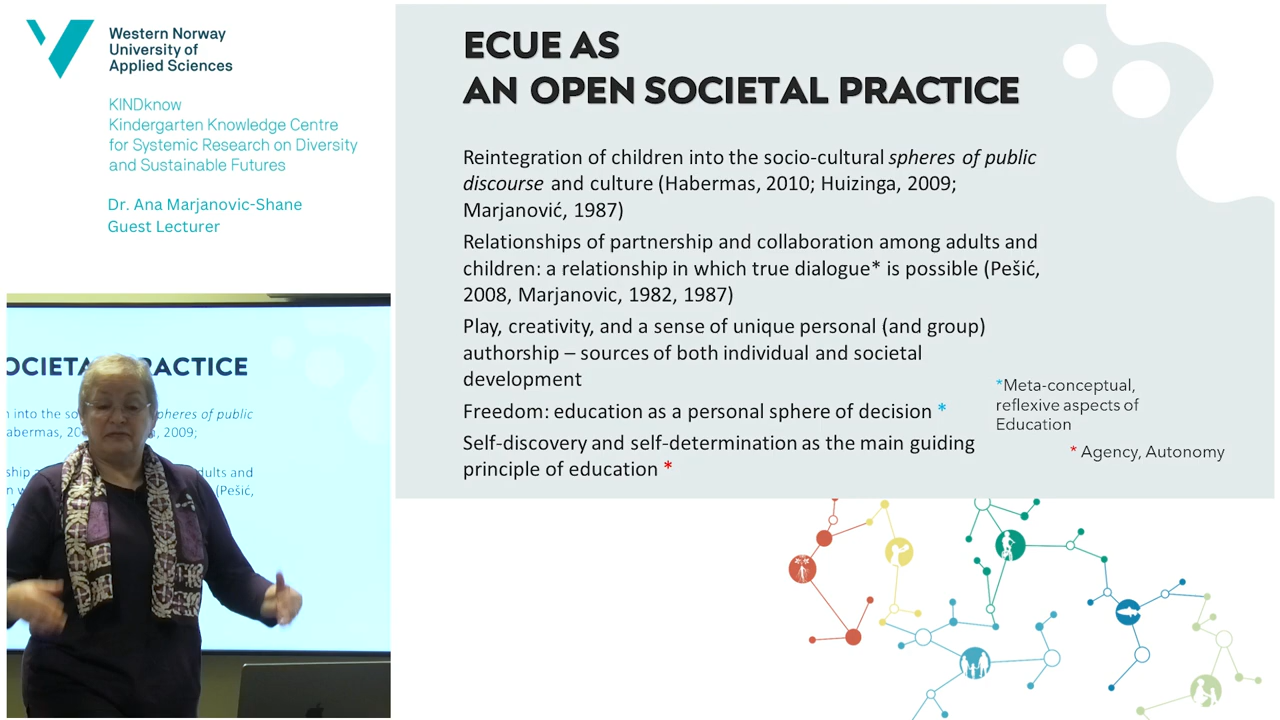 Western Norway
University of
Applied Sciences
KINDknow
Kindergarten Knowledge Centre
for Systemic Research on Diversity
and Sustainable Futures
Dr. Ana Marjanovic-Shane
Guest Lecturer
ECUE AS
AN OPEN SOCIETAL PRACTICE
Reintegration of children into the socio-cultural spheres of public
discourse and culture (Habermas, 2010; Huizinga, 2009;
Marjanović, 1987)
Relationships of partnership and collaboration among adults and
children: a relationship in which true dialogue* is possible (Pešić,
2008, Marjanovic, 1982, 1987)
Play, creativity, and a sense of unique personal (and group)
authorship – sources of both individual and societal
development
Freedom: education as a personal sphere of decision *
Self-discovery and self-determination as the main guiding
principle of education *
*Meta-conceptual,
reflexive aspects of
Education
* Agency, Autonomy
OCIETA PRACTICE
n into the so pheres of public
abermas, 20 , 2009;
ship a dults and
n w (Pešić,